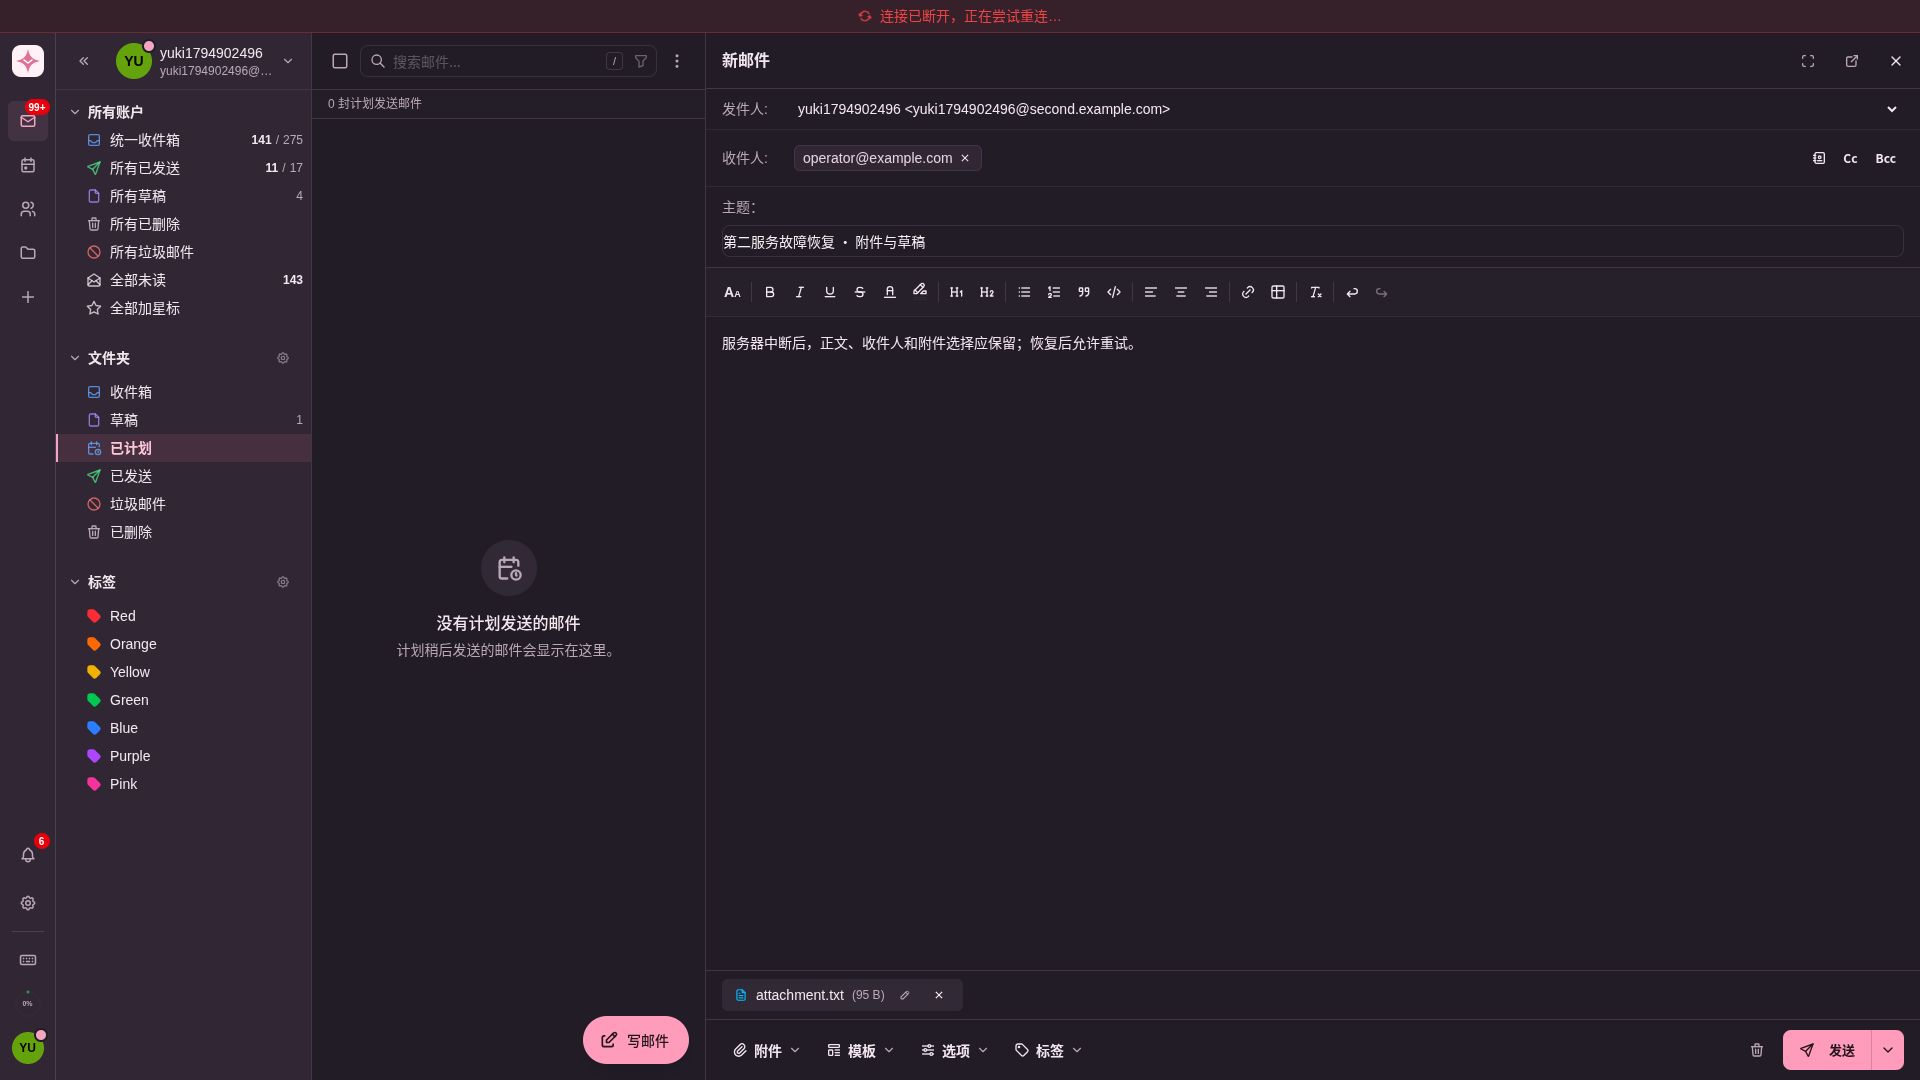 连接已断开，正在尝试重连…
99+
YU
yuki1794902496
yuki1794902496@…
所有账户
统一收件箱 141 / 275
所有已发送 11 / 17
所有草稿 4
所有已删除
所有垃圾邮件
全部未读 143
全部加星标
文件夹
收件箱
草稿 1
已计划
已发送
垃圾邮件
已删除
标签
Red
Orange
Yellow
Green
Blue
Purple
Pink
6
0%
YU
搜索邮件... /
0 封计划发送邮件
没有计划发送的邮件
计划稍后发送的邮件会显示在这里。
写邮件
新邮件
发件人: yuki1794902496 <yuki1794902496@second.example.com>
收件人: operator@example.com Cc Bcc
主题:
第二服务故障恢复 · 附件与草稿
服务器中断后，正文、收件人和附件选择应保留；恢复后允许重试。
attachment.txt (95 B)
附件 模板 选项 标签 发送